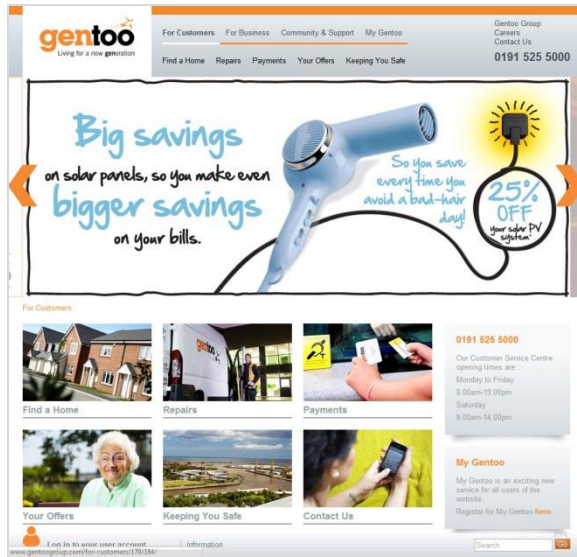 gentoo
Living for a new generation
For Customers For Business Community & Support My Gentoo
Find a Home Repairs Payments Your Offers Keeping You Safe
Gentoo Group
Careers
Contact Us
0191 525 5000
Big savings
on solar panels, so you make even
bigger savings
on your bills.
So you save
every time you
avoid a bad-hair
day!
25%
OFF
your solar PV
system*
For Customers
gentoo
Find a Home
Repairs
Payments
Your Offers
Keeping You Safe
Contact Us
0191 525 5000
Our Customer Service Centre
opening times are
Monday to Friday
8.00am-19.00pm
Saturday
9.00am-14.00pm
My Gentoo
My Gentoo is an exciting new
service for all users of the
website.
Register for My Gentoo here
Log in to your user account
Information
Search
Go
www.gentoogroup.com/for-customers/179/184/